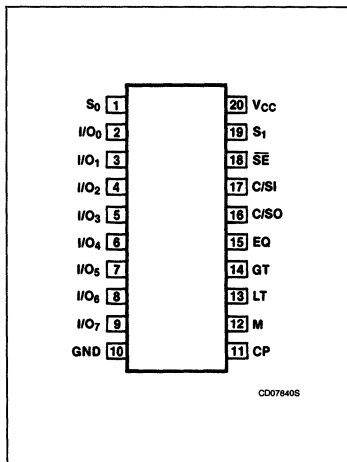 S0 1 20 VCC
I/O0 2 19 S1
I/O1 3 18 S̅E̅
I/O2 4 17 C/SI
I/O3 5 16 C/SO
I/O4 6 15 EQ
I/O5 7 14 GT
I/O6 8 13 LT
I/O7 9 12 M
GND 10 11 CP
CD07840S